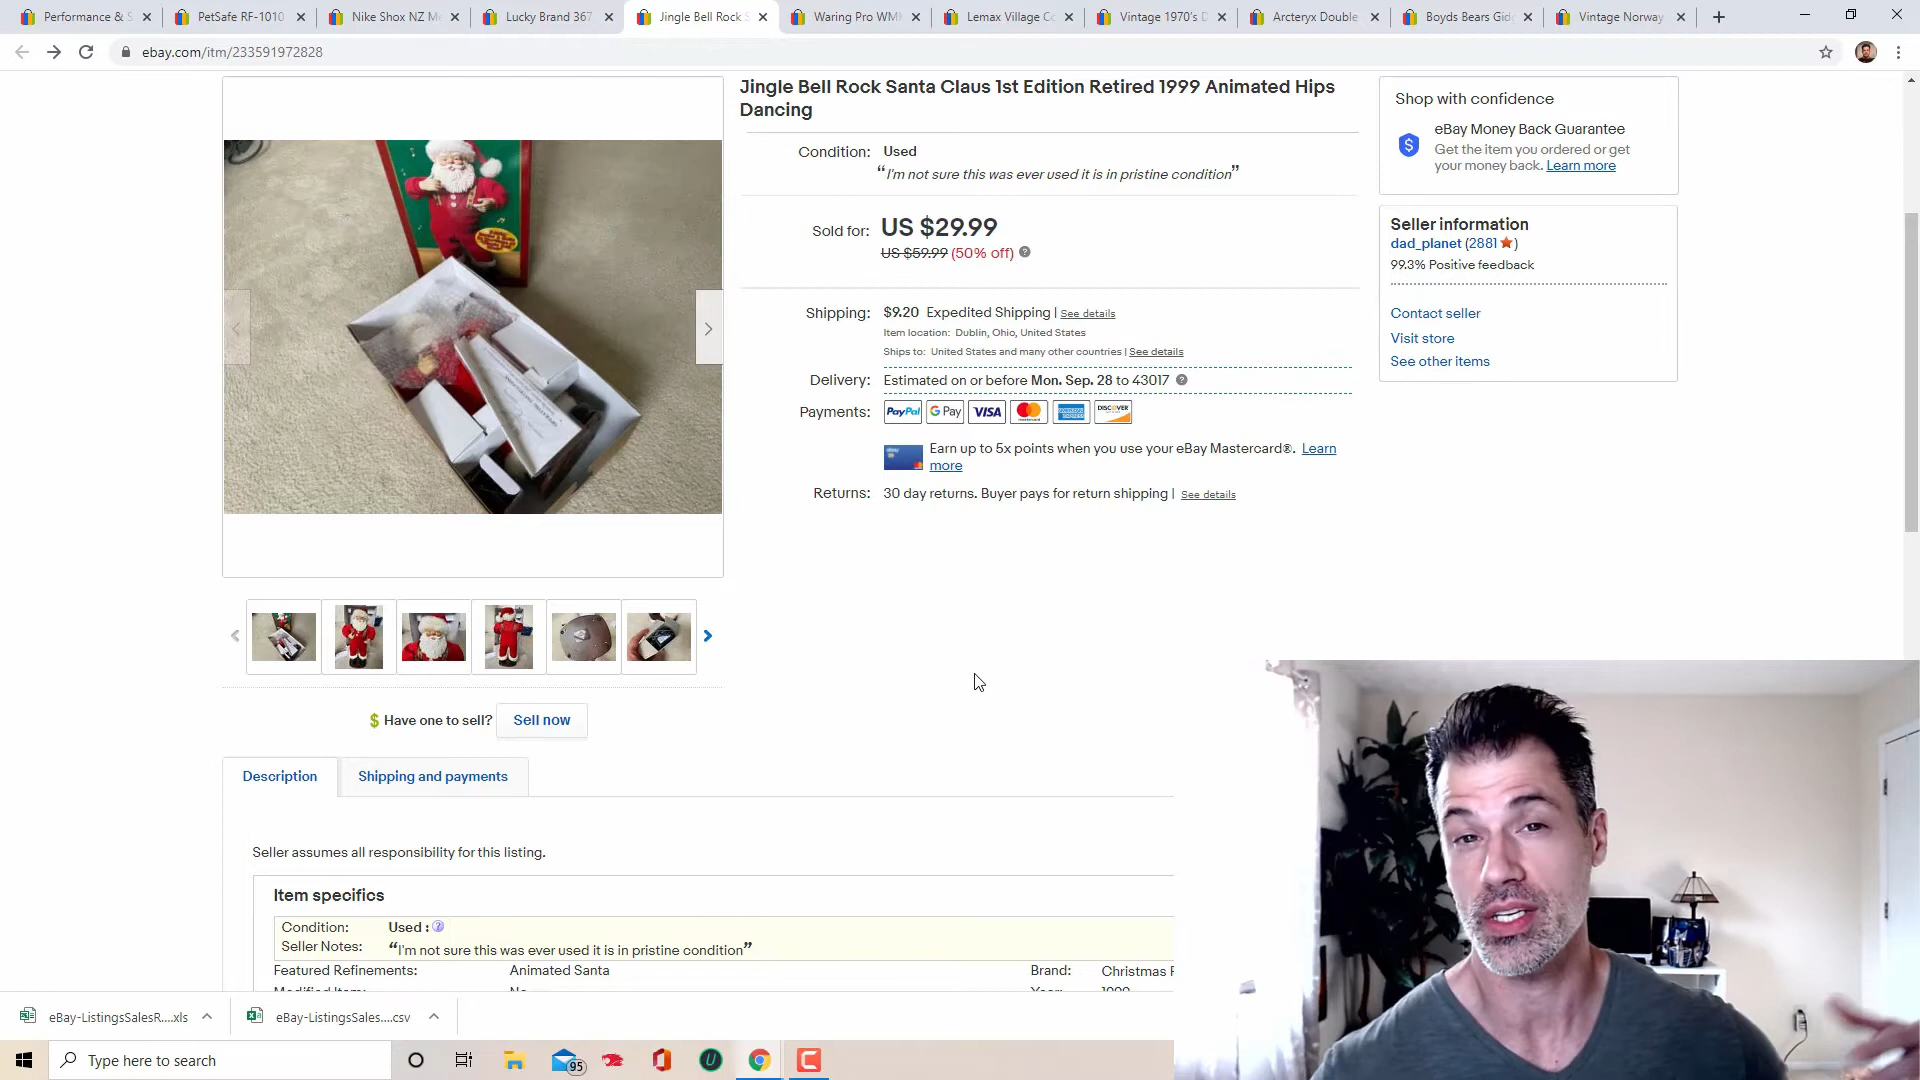 Performance & S
PetSafe RF-1010
Nike Shox NZ Me
Lucky Brand 367
Jingle Bell Rock S
Waring Pro WMK
Lemax Village Co
Vintage 1970's D
Arcteryx Double
Boyds Bears Gid
Vintage Norway
ebay.com/itm/233591972828
Jingle Bell Rock Santa Claus 1st Edition Retired 1999 Animated Hips
Dancing
Condition: Used
“I'm not sure this was ever used it is in pristine condition”
Sold for: US $29.99
US $59.99 (50% off)
Shipping: $9.20 Expedited Shipping | See details
Item location: Dublin, Ohio, United States
Ships to: United States and many other countries | See details
Delivery: Estimated on or before Mon. Sep. 28 to 43017
Payments: PayPal G Pay VISA DISCOVER
Earn up to 5x points when you use your eBay Mastercard®. Learn
more
Returns: 30 day returns. Buyer pays for return shipping | See details
Shop with confidence
eBay Money Back Guarantee
Get the item you ordered or get
your money back. Learn more
Seller information
dad_planet (2881)
99.3% Positive feedback
Contact seller
Visit store
See other items
$ Have one to sell? Sell now
Description Shipping and payments
Seller assumes all responsibility for this listing.
Item specifics
Condition: Used :
Seller Notes: “I'm not sure this was ever used it is in pristine condition”
Featured Refinements: Animated Santa Brand: Christmas
eBay-ListingsSalesR....xls
eBay-ListingsSales....csv
Type here to search
95